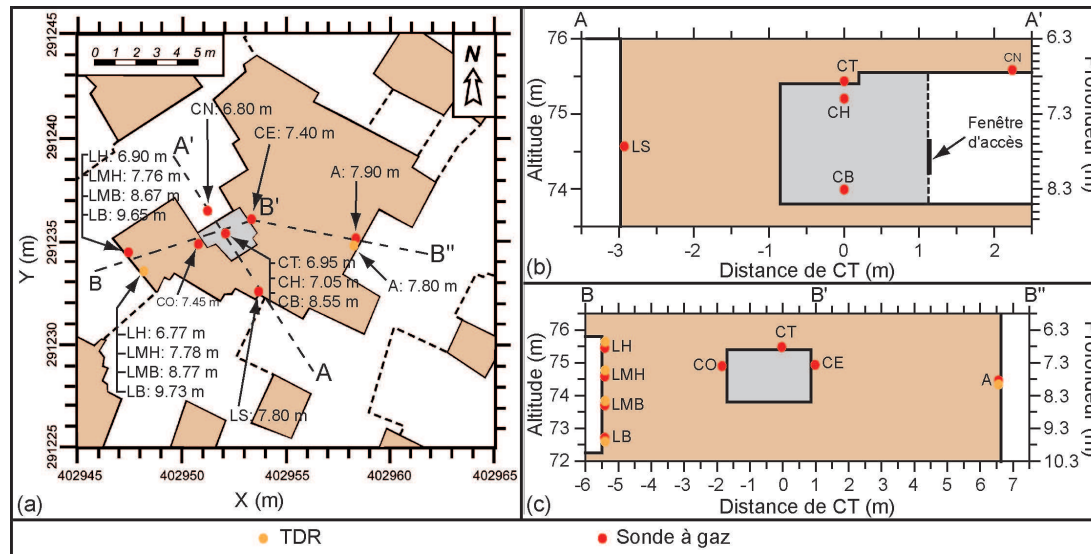 291245
291240
291235
291230
291225
Y (m)
0 1 2 3 4 5 m
N
CN: 6.80 m
CE: 7.40 m
A'
LH: 6.90 m
LMH: 7.76 m
LMB: 8.67 m
LB: 9.65 m
A: 7.90 m
B'
B''
B
CO: 7.45 m
CT: 6.95 m
CH: 7.05 m
CB: 8.55 m
A: 7.80 m
LH: 6.77 m
LMH: 7.78 m
LMB: 8.77 m
LB: 9.73 m
A
LS: 7.80 m
402945 402950 402955 402960 402965
X (m)
(a)
A A'
76
75
74
Altitude (m)
6.3
7.3
8.3
Profondeur (m)
CT
CN
CH
LS
CB
Fenêtre
d'accès
-3 -2 -1 0 1 2
Distance de CT (m)
(b)
B B' B''
76
75
74
73
72
Altitude (m)
6.3
7.3
8.3
9.3
10.3
Profondeur (m)
CT
LH
CO
CE
LMH
A
LMB
LB
-6 -5 -4 -3 -2 -1 0 1 2 3 4 5 6 7
Distance de CT (m)
(c)
TDR
Sonde à gaz